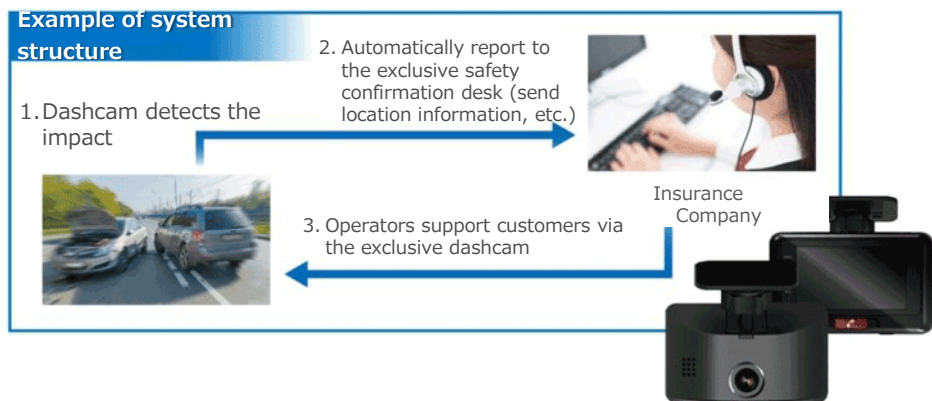 Example of system
structure
1. Dashcam detects the
impact
2. Automatically report to
the exclusive safety
confirmation desk (send
location information, etc.)
Insurance
Company
3. Operators support customers via
the exclusive dashcam